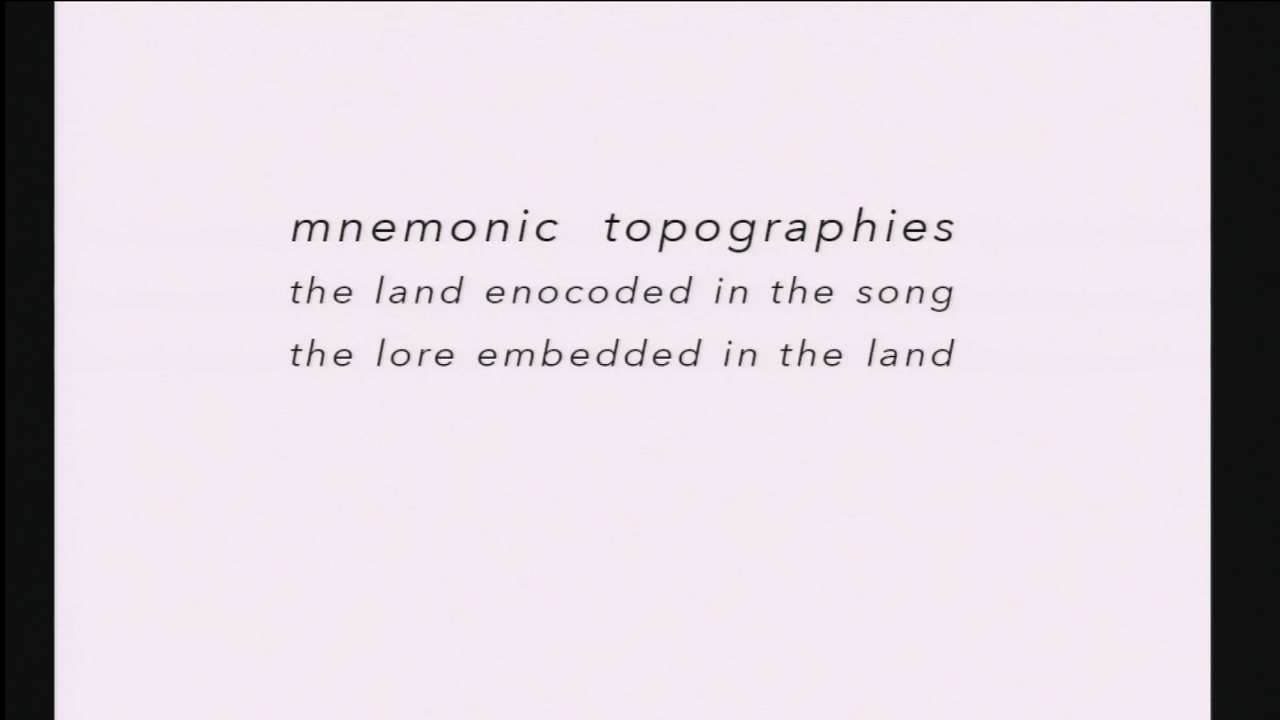 mnemonic topographies
the land enocoded in the song
the lore embedded in the land